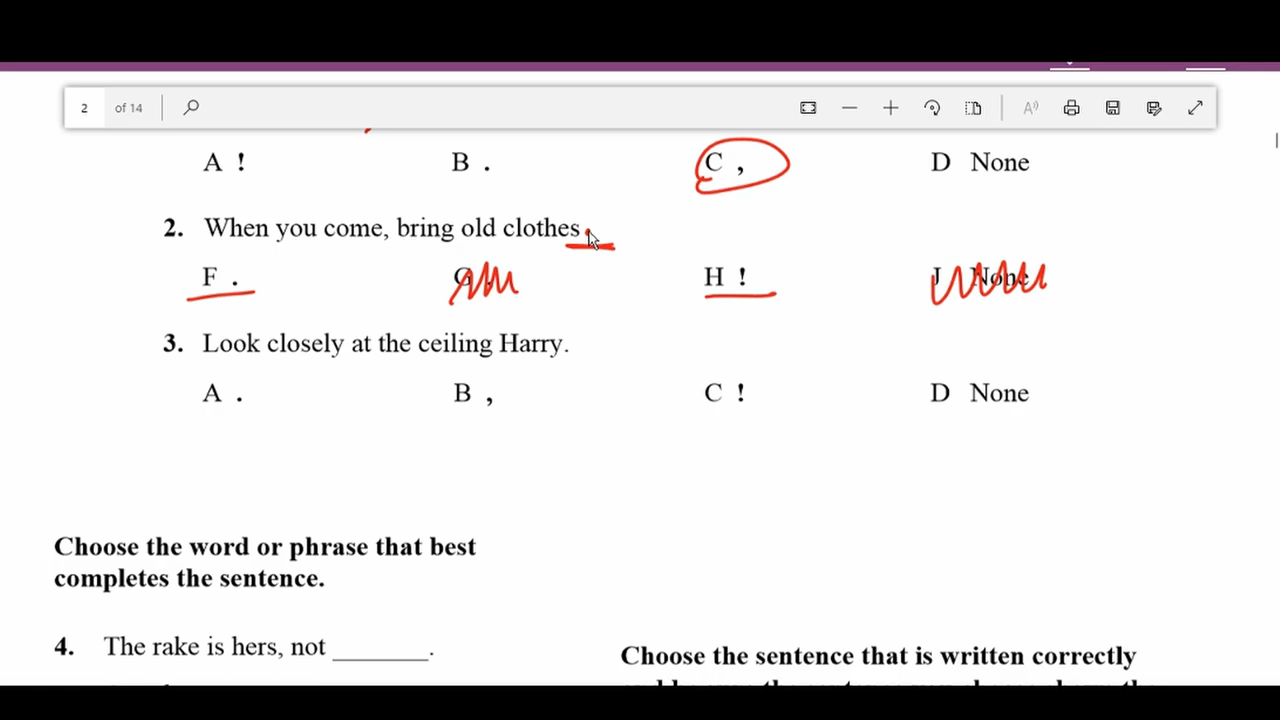 2 of 14
A ! B . C , D None
2. When you come, bring old clothes.
F . G H ! J None
3. Look closely at the ceiling Harry.
A . B , C ! D None
Choose the word or phrase that best
completes the sentence.
4. The rake is hers, not ________.
Choose the sentence that is written correctly